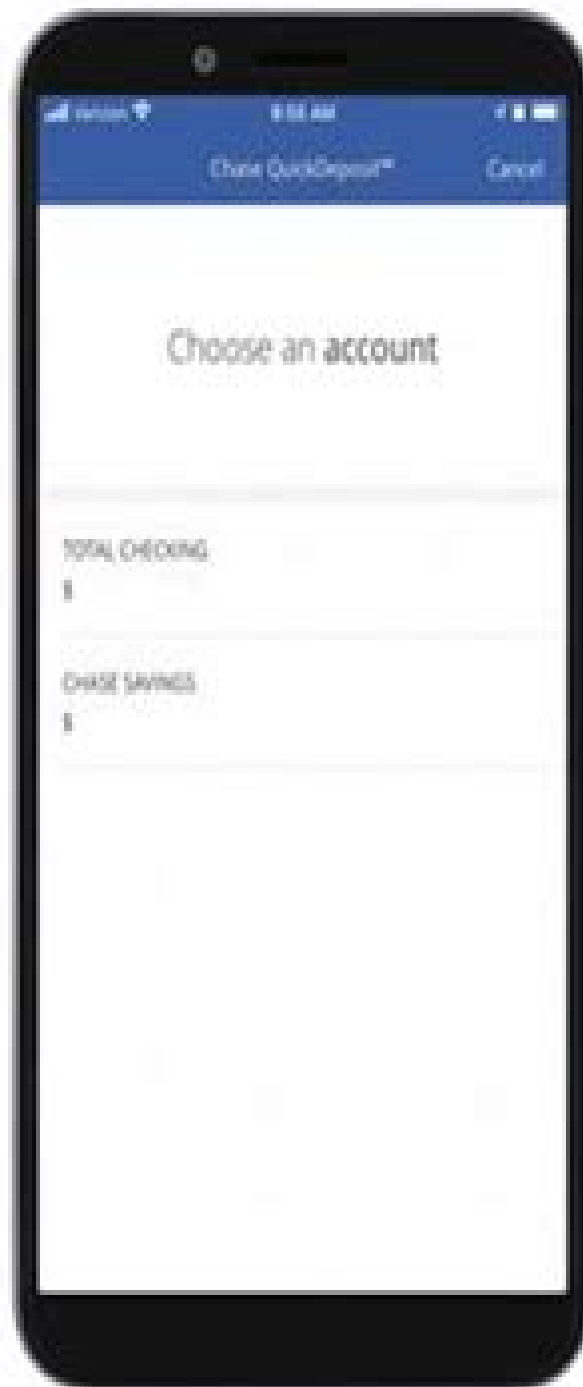 Verizon
Chase QuickDeposit℠ Cancel
Choose an account
TOTAL CHECKING
$
CHASE SAVINGS
$